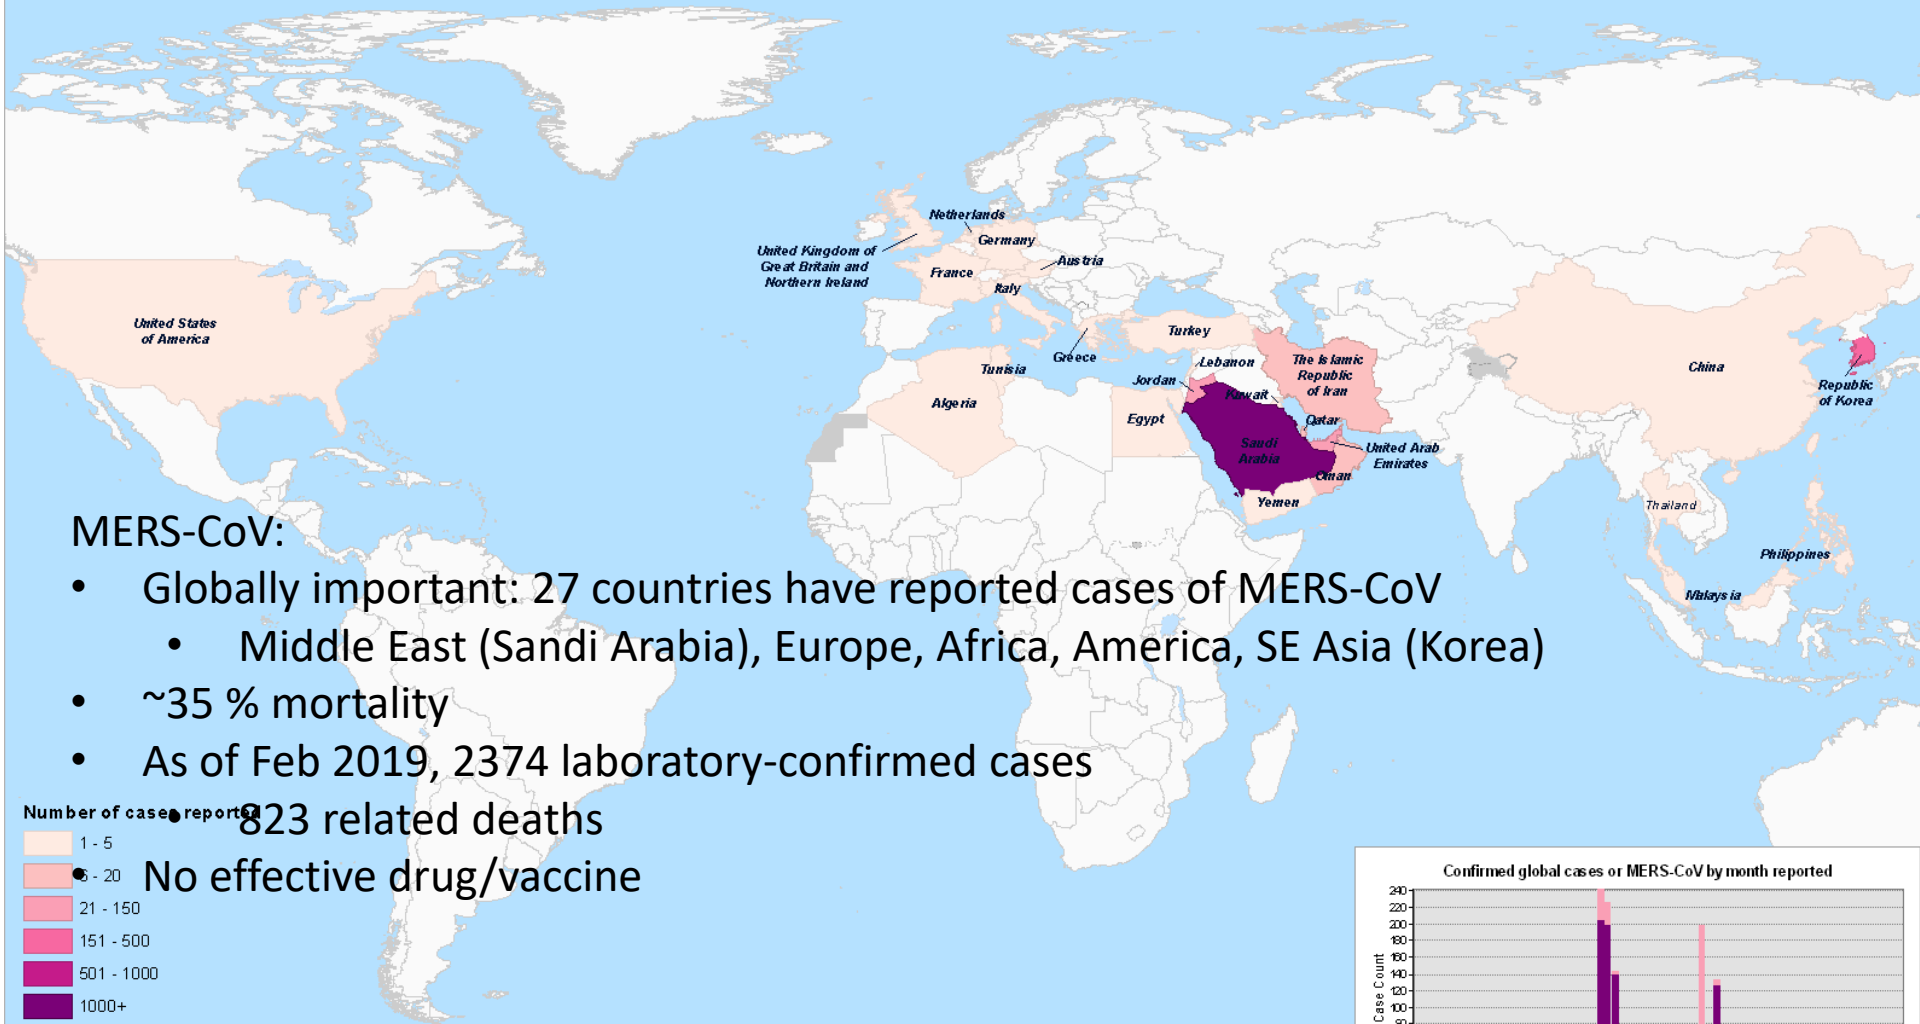 Netherlands
Germany
United Kingdom of
Great Britain and
Northern Ireland
Austria
France
Italy
United States
of America
Turkey
Greece
Tunisia
Lebanon
The Islamic
Republic
of Iran
China
Jordan
Kuwait
Republic
of Korea
Algeria
Egypt
Qatar
Saudi
Arabia
United Arab
Emirates
Oman
Yemen
Thailand
Philippines
Malaysia
MERS-CoV:
• Globally important: 27 countries have reported cases of MERS-CoV
• Middle East (Sandi Arabia), Europe, Africa, America, SE Asia (Korea)
• ~35 % mortality
• As of Feb 2019, 2374 laboratory-confirmed cases
• 823 related deaths
• No effective drug/vaccine
Number of cases reported
1 - 5
- 20
21 - 150
151 - 500
501 - 1000
1000+
Confirmed global cases or MERS-CoV by month reported
Case Count
240
220
200
180
160
140
120
100